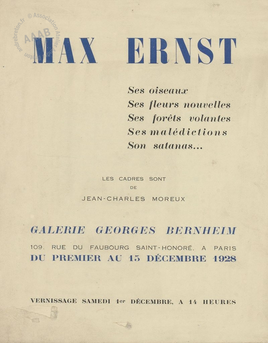 MAX ERNST
Ses oiseaux
Ses fleurs nouvelles
Ses forêts volantes
Ses malédictions
Son satanas...
LES CADRES SONT
DE
JEAN-CHARLES MOREUX
GALERIE GEORGES BERNHEIM
109, RUE DU FAUBOURG SAINT-HONORÉ, A PARIS
DU PREMIER AU 15 DÉCEMBRE 1928
VERNISSAGE SAMEDI 1er DÉCEMBRE, A 14 HEURES
AAAB